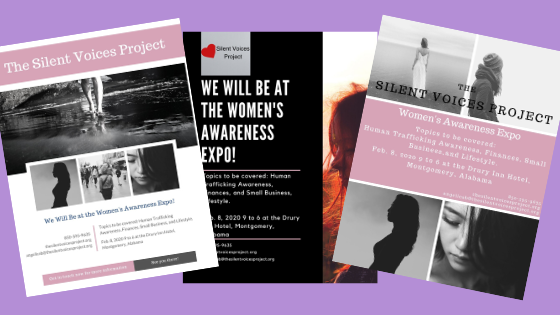 The Silent Voices Project
We Will Be at the Women's Awareness Expo!
Topics to be covered: Human Trafficking
Awareness, Finances, Small Business, and Lifestyle.
Feb 8, 2020 9 to 6 at the Drury Inn Hotel,
Montgomery, Alabama
Silent Voices
Project
WE WILL BE AT
THE WOMEN'S
AWARENESS
EXPO!
Topics to be covered: Human
Trafficking Awareness,
Finances, and Small Business,
Lifestyle.
b. 8, 2020 9 to 6 at the Drury
Hotel, Montgomery,
THE
SILENT VOICES PROJECT
Women's Awareness Expo
Topics to be covered:
Human Trafficking Awareness, Finances, Small
Business, and Lifestyle.
Feb. 8, 2020 9 to 6 at the Drury Inn Hotel,
Montgomery, Alabama